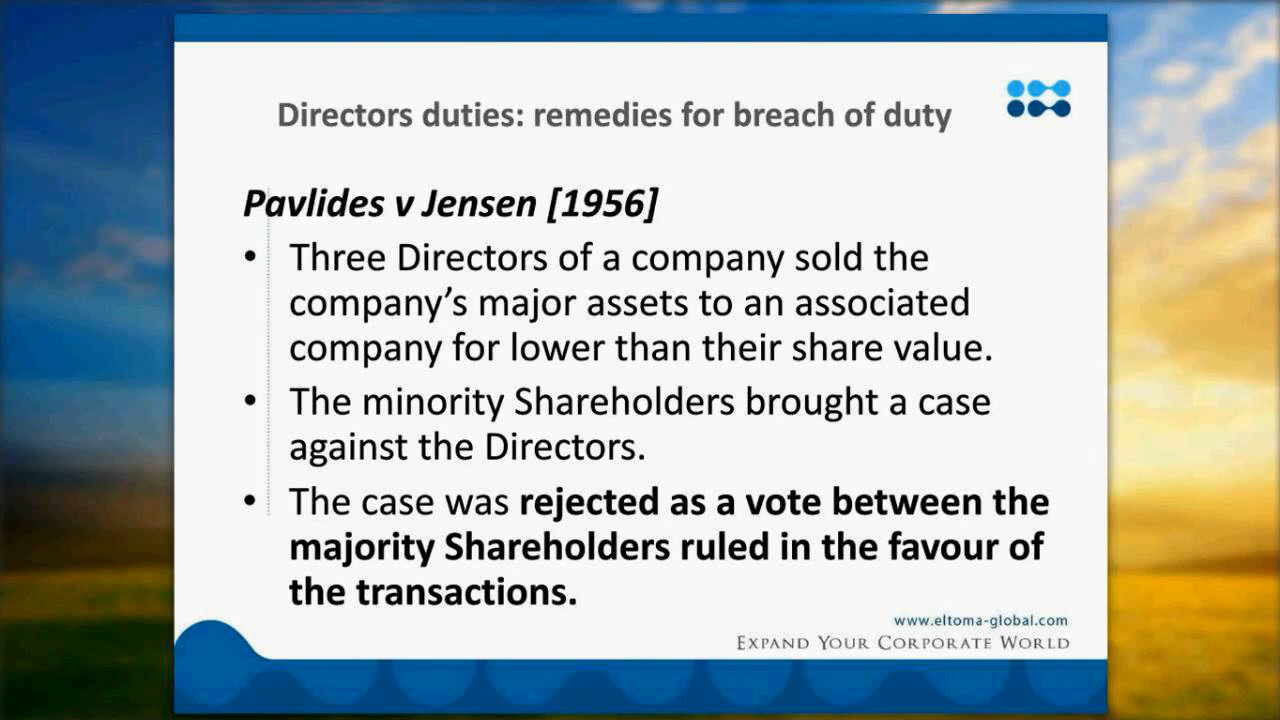 Directors duties: remedies for breach of duty
Pavlides v Jensen [1956]
• Three Directors of a company sold the
company’s major assets to an associated
company for lower than their share value.
• The minority Shareholders brought a case
against the Directors.
• The case was rejected as a vote between the
majority Shareholders ruled in the favour of
the transactions.
www.eltoma-global.com
EXPAND YOUR CORPORATE WORLD